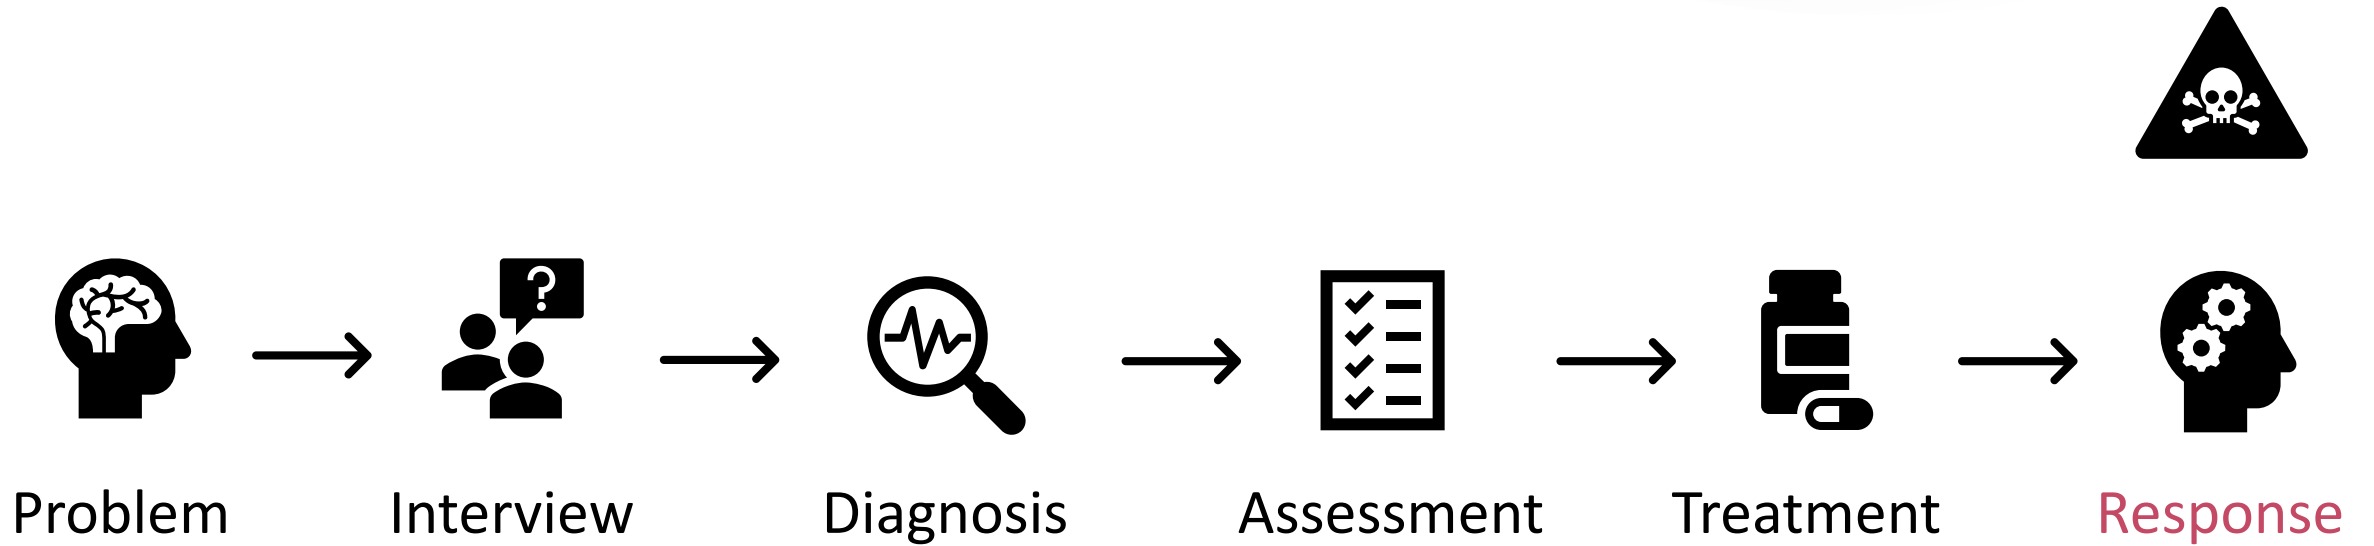 ?
Problem
Interview
Diagnosis
Assessment
Treatment
Response